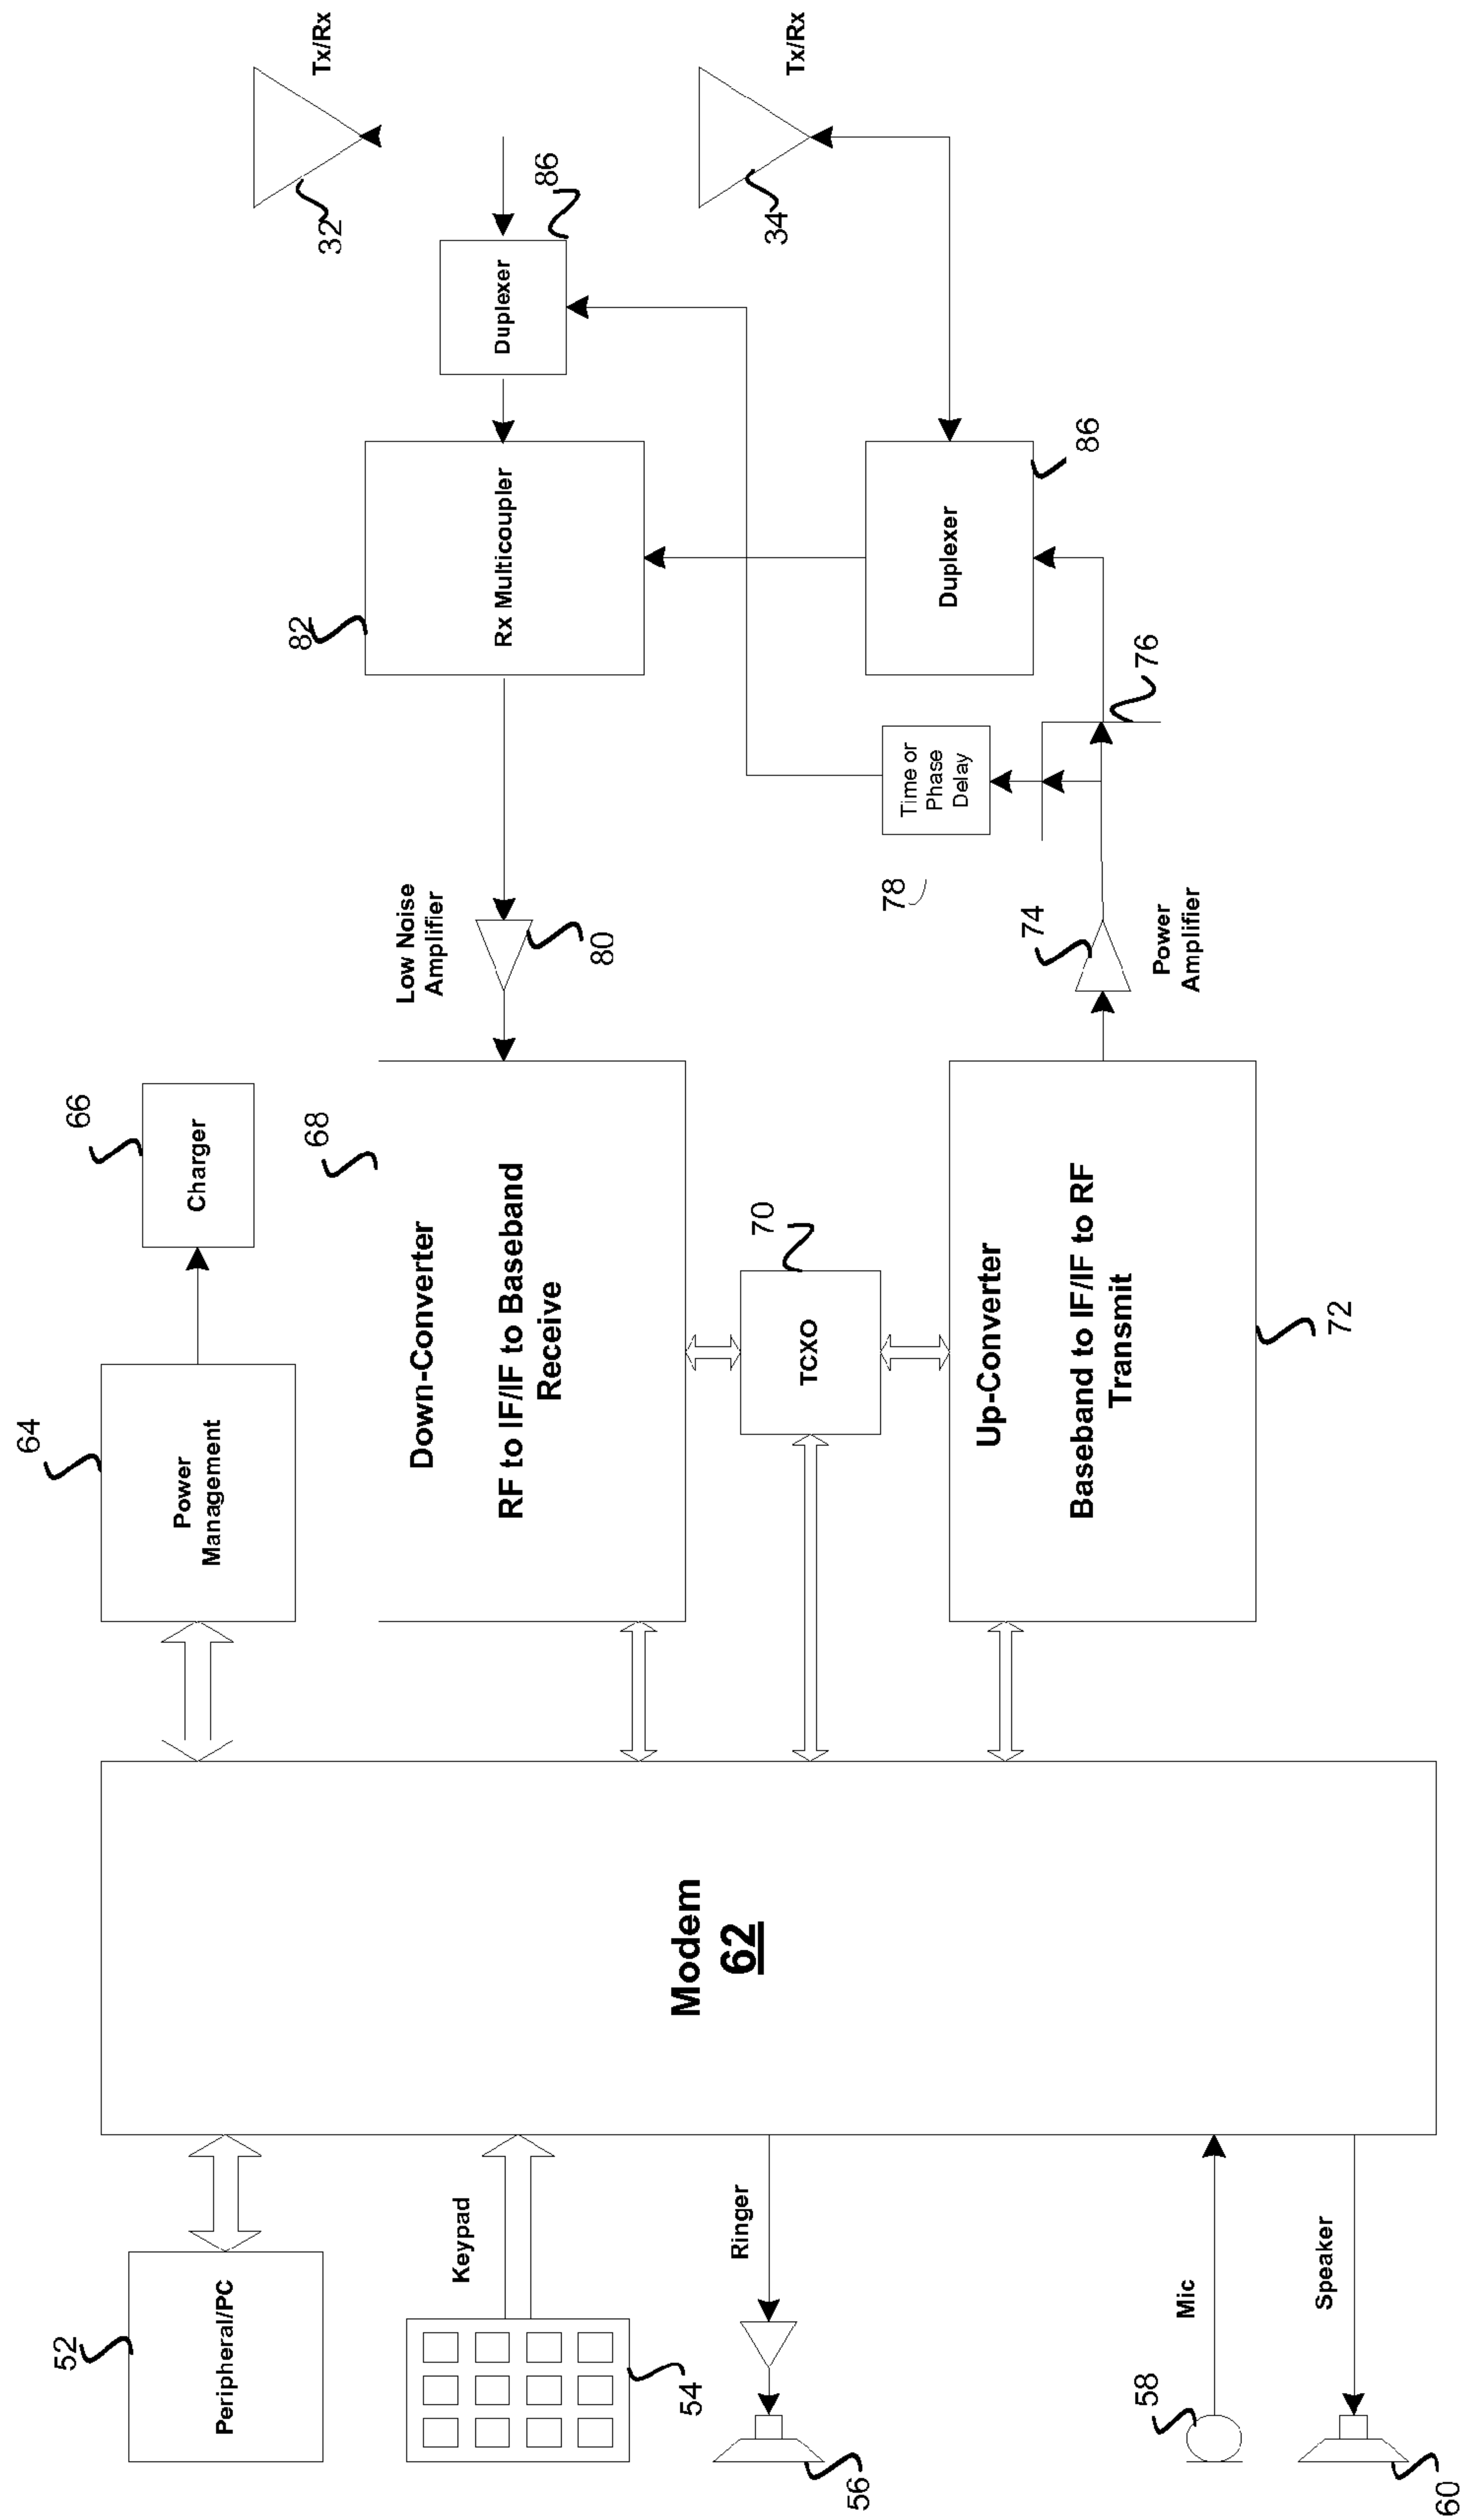 52
Peripheral/PC
Keypad
54
Ringer
56
58
Mic
Speaker
60
Modem
62
64
Power
Management
66
Charger
68
Down-Converter
RF to IF/IF to Baseband
Receive
70
TCXO
Up-Converter
Baseband to IF/IF to RF
Transmit
72
Low Noise
Amplifier
80
74
Power
Amplifier
78
Time or
Phase
Delay
76
82
Rx Multicoupler
Duplexer
86
Duplexer
86
32
Tx/Rx
34
Tx/Rx